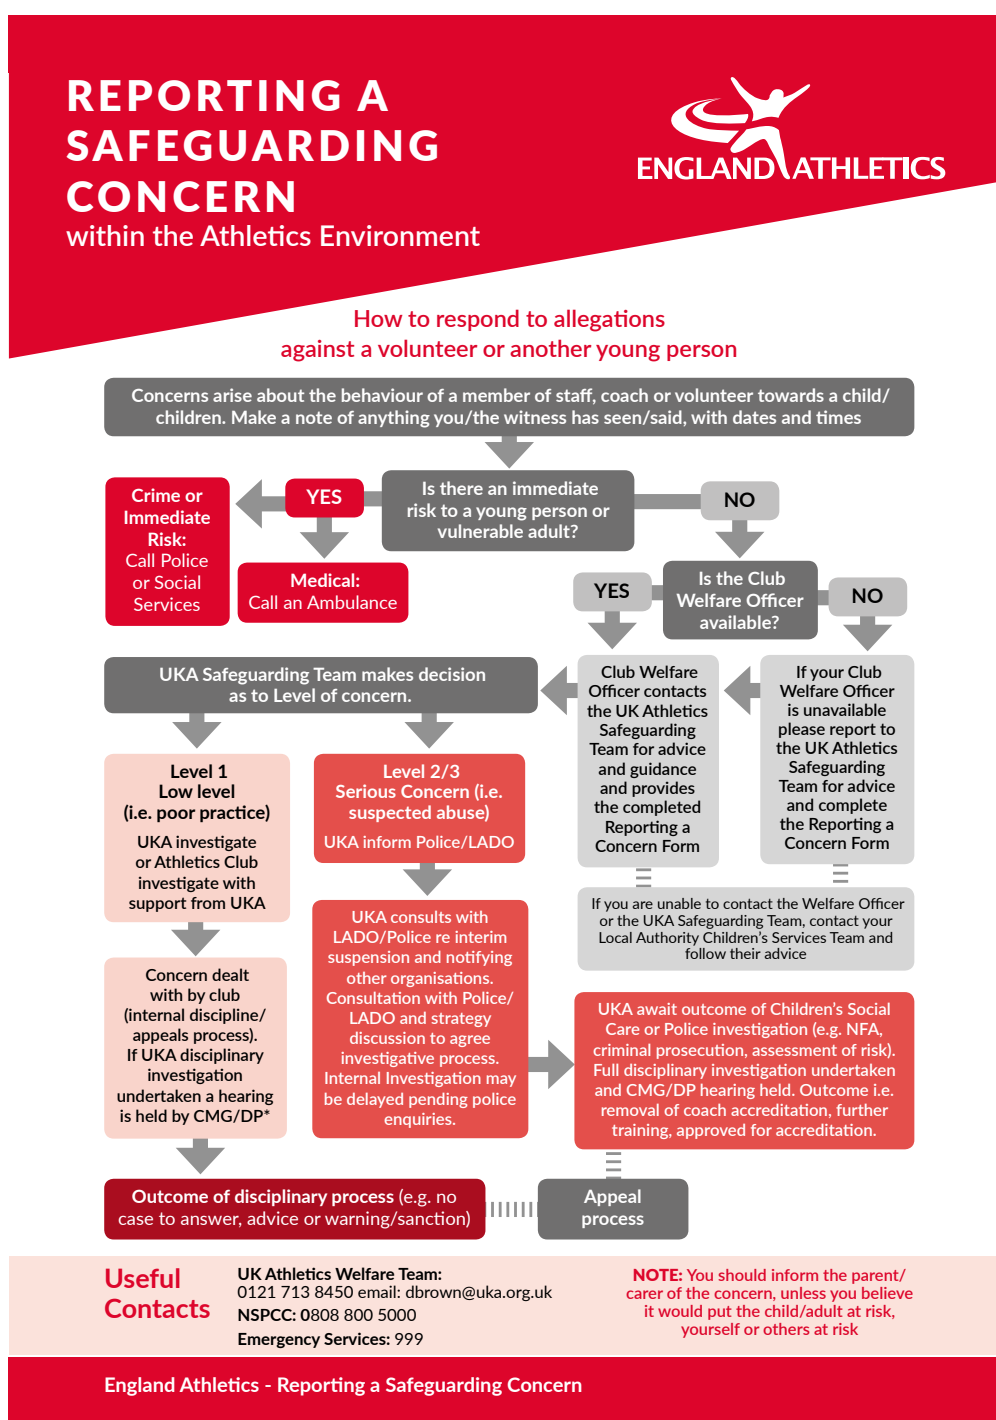 REPORTING A
SAFEGUARDING
CONCERN
within the Athletics Environment
ENGLAND ATHLETICS
How to respond to allegations
against a volunteer or another young person
Concerns arise about the behaviour of a member of staff, coach or volunteer towards a child/
children. Make a note of anything you/the witness has seen/said, with dates and times
Is there an immediate
risk to a young person or
vulnerable adult?
YES
NO
Crime or
Immediate
Risk:
Call Police
or Social
Services
Medical:
Call an Ambulance
Is the Club
Welfare Officer
available?
YES
NO
UKA Safeguarding Team makes decision
as to Level of concern.
Club Welfare
Officer contacts
the UK Athletics
Safeguarding
Team for advice
and guidance
and provides
the completed
Reporting a
Concern Form
If your Club
Welfare Officer
is unavailable
please report to
the UK Athletics
Safeguarding
Team for advice
and complete
the Reporting a
Concern Form
Level 1
Low level
(i.e. poor practice)
UKA investigate
or Athletics Club
investigate with
support from UKA
Level 2/3
Serious Concern (i.e.
suspected abuse)
UKA inform Police/LADO
If you are unable to contact the Welfare Officer
or the UKA Safeguarding Team, contact your
Local Authority Children's Services Team and
follow their advice
Concern dealt
with by club
(internal discipline/
appeals process).
If UKA disciplinary
investigation
undertaken a hearing
is held by CMG/DP*
UKA consults with
LADO/Police re interim
suspension and notifying
other organisations.
Consultation with Police/
LADO and strategy
discussion to agree
investigative process.
Internal Investigation may
be delayed pending police
enquiries.
UKA await outcome of Children's Social
Care or Police investigation (e.g. NFA,
criminal prosecution, assessment of risk).
Full disciplinary investigation undertaken
and CMG/DP hearing held. Outcome i.e.
removal of coach accreditation, further
training, approved for accreditation.
Outcome of disciplinary process (e.g. no
case to answer, advice or warning/sanction)
Appeal
process
Useful
Contacts
UK Athletics Welfare Team:
0121 713 8450 email: dbrown@uka.org.uk
NSPCC: 0808 800 5000
Emergency Services: 999
NOTE: You should inform the parent/
carer of the concern, unless you believe
it would put the child/adult at risk,
yourself or others at risk
England Athletics - Reporting a Safeguarding Concern